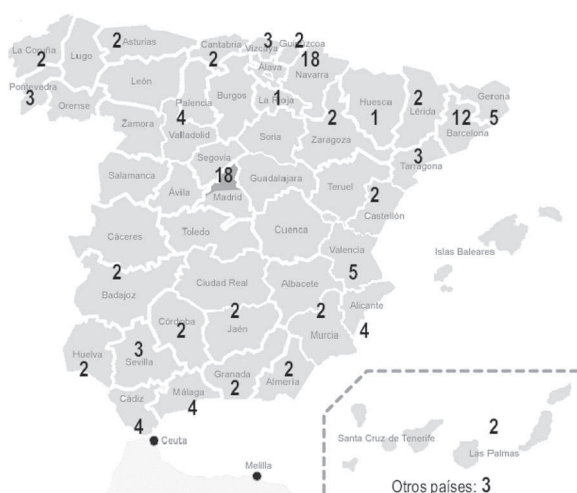 3 2
2 Asturias Cantabria Vizcaya Guipúzcoa
La Coruña 2 Lugo 2 Álava 18 Navarra
Pontevedra 3 Orense León Palencia 4 Burgos La Rioja 1 Huesca 1 2 Lérida Gerona 5
Zamora Valladolid Soria 2 Zaragoza 12 Barcelona
3 Tarragona
Segovia
Salamanca Ávila 18 Madrid Guadalajara Teruel 2 Castellón
Cáceres Toledo Cuenca Valencia 5 Islas Baleares
2 Badajoz Ciudad Real Albacete Alicante 4
Córdoba 2 2 Jaén 2 Murcia
Huelva 2 3 Sevilla Granada 2 2 Almería
Cádiz 4 Málaga 4
Ceuta
Melilla
2
Santa Cruz de Tenerife Las Palmas
Otros países: 3